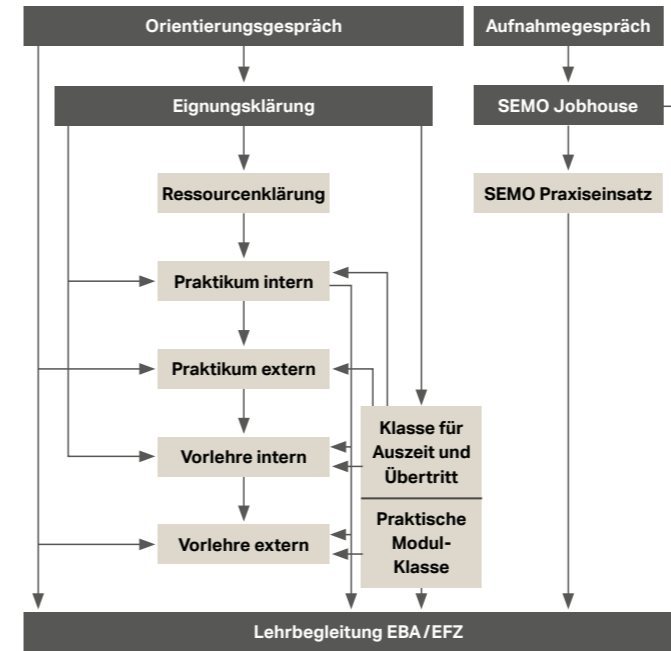 Orientierungsgespräch
Aufnahmegespräch
Eignungsklärung
SEMO Jobhouse
Ressourcenklärung
SEMO Praxiseinsatz
Praktikum intern
Praktikum extern
Klasse für
Auszeit und
Übertritt
Vorlehre intern
Praktische
Modul-
Klasse
Vorlehre extern
Lehrbegleitung EBA/EFZ